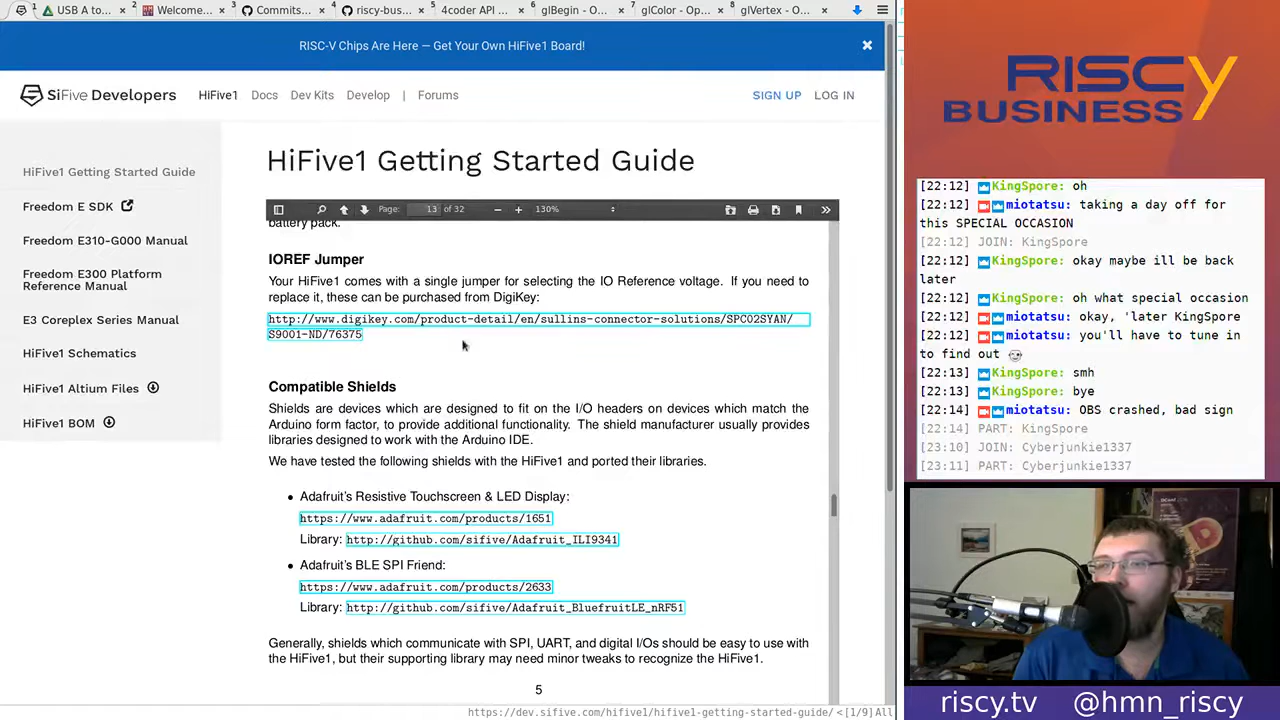 USB A to...
Welcome...
Commits...
riscy-bus...
4coder API ...
glBegin - O...
glColor - Op...
glVertex - O...
RISC-V Chips Are Here — Get Your Own HiFive1 Board!
SiFive Developers
HiFive1
Docs
Dev Kits
Develop
|
Forums
SIGN UP
LOG IN
HiFive1 Getting Started Guide
Freedom E SDK
Freedom E310-G000 Manual
Freedom E300 Platform
Reference Manual
E3 Coreplex Series Manual
HiFive1 Schematics
HiFive1 Altium Files
HiFive1 BOM
HiFive1 Getting Started Guide
Page: 13 of 32
130%
battery pack.
IOREF Jumper
Your HiFive1 comes with a single jumper for selecting the IO Reference voltage. If you need to
replace it, these can be purchased from DigiKey:
http://www.digikey.com/product-detail/en/sullins-connector-solutions/SPC02SYAN/
S9001-ND/76375
Compatible Shields
Shields are devices which are designed to fit on the I/O headers on devices which match the
Arduino form factor, to provide additional functionality. The shield manufacturer usually provides
libraries designed to work with the Arduino IDE.
We have tested the following shields with the HiFive1 and ported their libraries.
• Adafruit's Resistive Touchscreen & LED Display:
https://www.adafruit.com/products/1651
Library: http://github.com/sifive/Adafruit_ILI9341
• Adafruit's BLE SPI Friend:
https://www.adafruit.com/products/2633
Library: http://github.com/sifive/Adafruit_BluefruitLE_nRF51
Generally, shields which communicate with SPI, UART, and digital I/Os should be easy to use with
the HiFive1, but their supporting library may need minor tweaks to recognize the HiFive1.
5
https://dev.sifive.com/hifive1/hifive1-getting-started-guide/ <[1/9]All
RISCY
BUSINESS
[22:12] KingSpore: oh
[22:12] miotatsu: taking a day off for
this SPECIAL OCCASION
[22:12] JOIN: KingSpore
[22:12] KingSpore: okay maybe ill be back
later
[22:12] KingSpore: oh what special occasion
[22:12] miotatsu: okay, 'later KingSpore
[22:12] miotatsu: you'll have to tune in
to find out
[22:13] KingSpore: smh
[22:13] KingSpore: bye
[22:14] miotatsu: OBS crashed, bad sign
[22:14] PART: KingSpore
[23:10] JOIN: Cyberjunkie1337
[23:11] PART: Cyberjunkie1337
riscy.tv @hmn_riscy